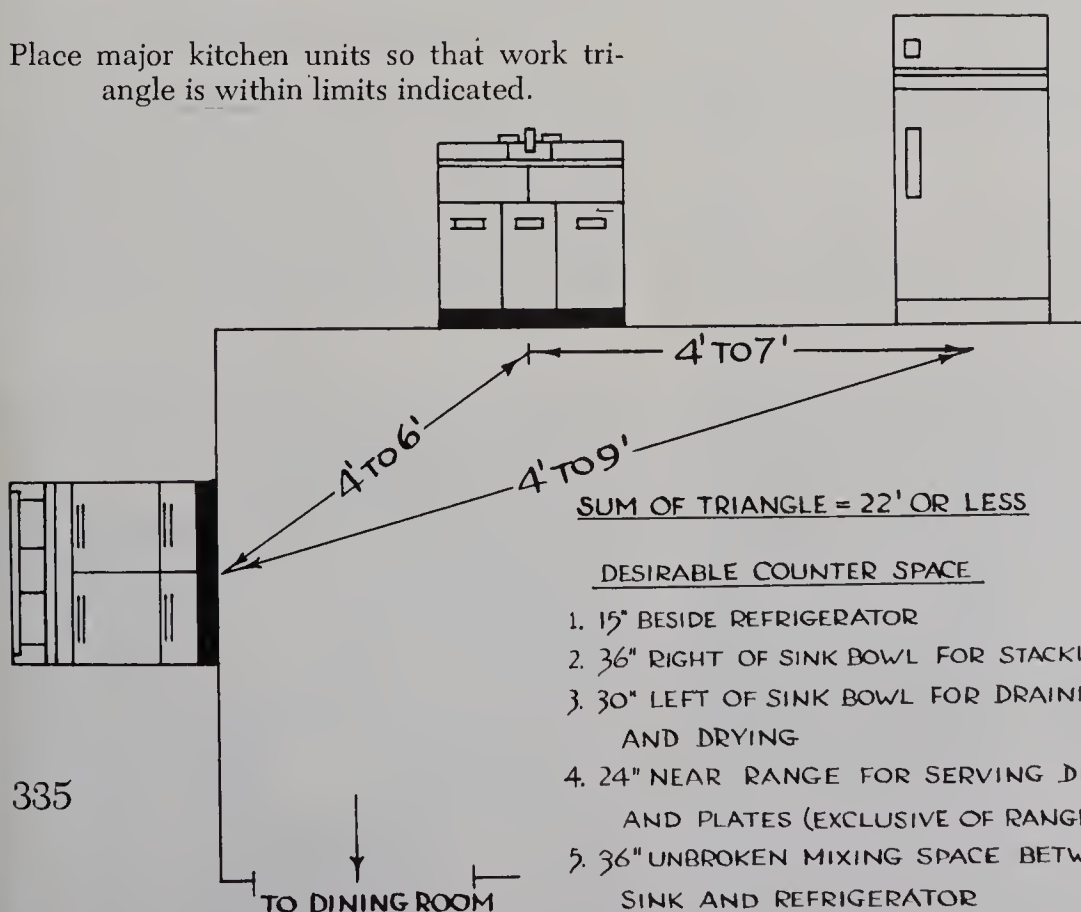 Place major kitchen units so that work tri-
angle is within limits indicated.
4' TO 7'
4' TO 6'
4' TO 9'
SUM OF TRIANGLE = 22' OR LESS
DESIRABLE COUNTER SPACE
1. 15" BESIDE REFRIGERATOR
2. 36" RIGHT OF SINK BOWL FOR
3. 30" LEFT OF SINK BOWL FOR
AND DRYING
4. 24" NEAR RANGE FOR SERVING
AND PLATES (EXCLUSIVE OF
5. 36" UNBROKEN MIXING SPACE
SINK AND REFRIGERATOR
335
TO DINING ROOM